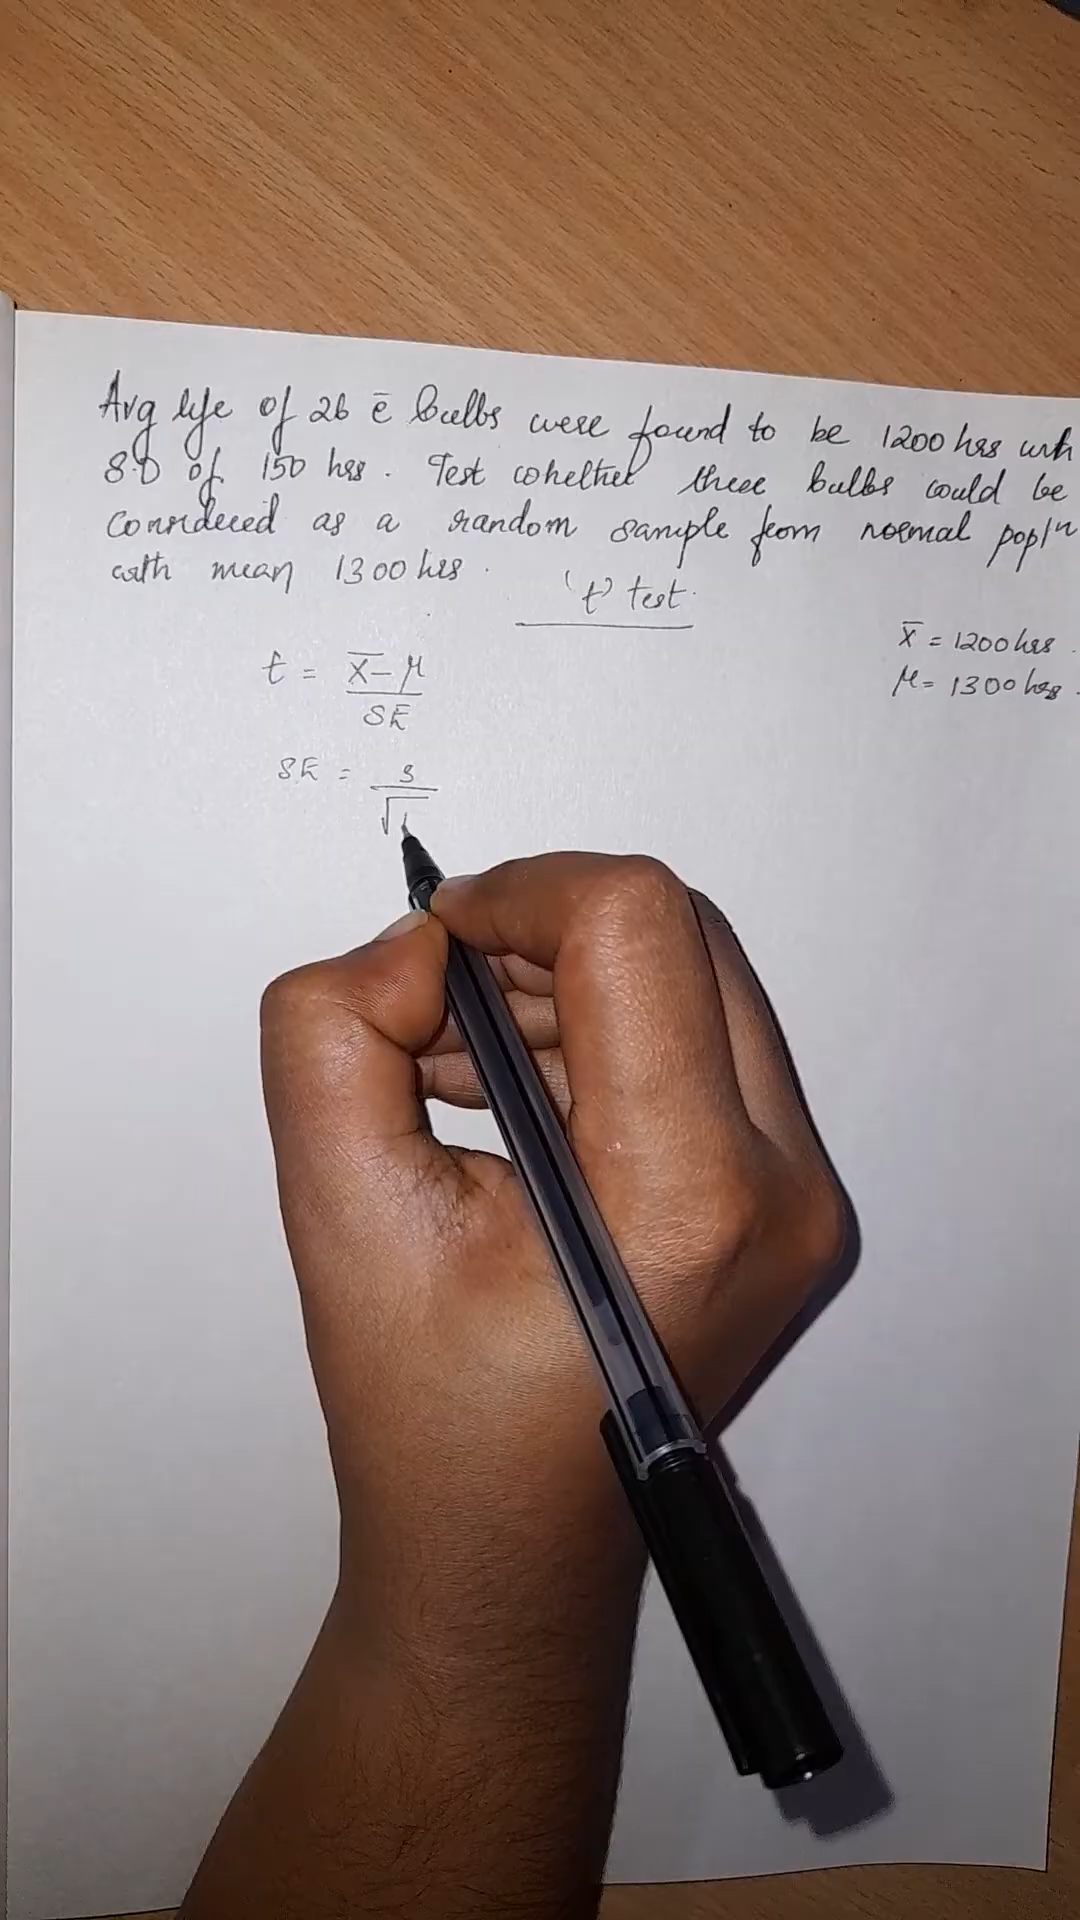 Avg life of 26 ē bulbs were found to be 1200 hrs with
S.D of 150 hrs. Test whether these bulbs could be
considered as a random sample from normal popl^n
with mean 1300 hrs.
't' test.
x̄ = 1200 hrs.
μ = 1300 hrs.
t = x̄ - μ / SE
SE = s / √